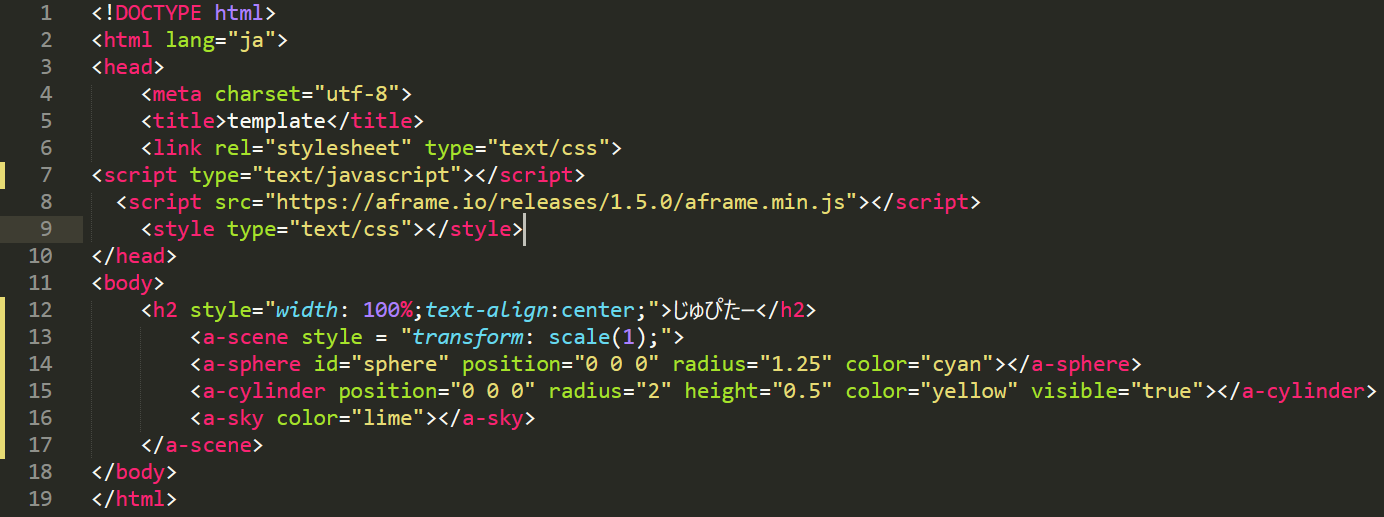 1 <!DOCTYPE html>
2 <html lang="ja">
3 <head>
4     <meta charset="utf-8">
5     <title>template</title>
6     <link rel="stylesheet" type="text/css">
7 <script type="text/javascript"></script>
8   <script src="https://aframe.io/releases/1.5.0/aframe.min.js"></script>
9     <style type="text/css"></style>
10 </head>
11 <body>
12     <h2 style="width: 100%;text-align:center;">じゅぴたー</h2>
13         <a-scene style = "transform: scale(1);">
14         <a-sphere id="sphere" position="0 0 0" radius="1.25" color="cyan"></a-sphere>
15         <a-cylinder position="0 0 0" radius="2" height="0.5" color="yellow" visible="true"></a-cylinder>
16         <a-sky color="lime"></a-sky>
17     </a-scene>
18 </body>
19 </html>